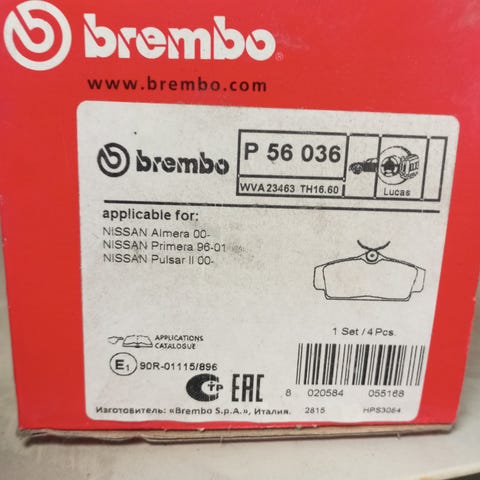 brembo
www.brembo.com
brembo
P 56 036
WVA 23463 TH16.60
Lucas
applicable for:
NISSAN Almera 00-
NISSAN Primera 96-01
NISSAN Pulsar II 00-
1 Set / 4 Pcs.
APPLICATIONS
CATALOGUE
E1 90R-01115/896
СТР EAC
8 020584 055168
Изготовитель: «Brembo S.p.A.», Италия. 2815 HPS3064